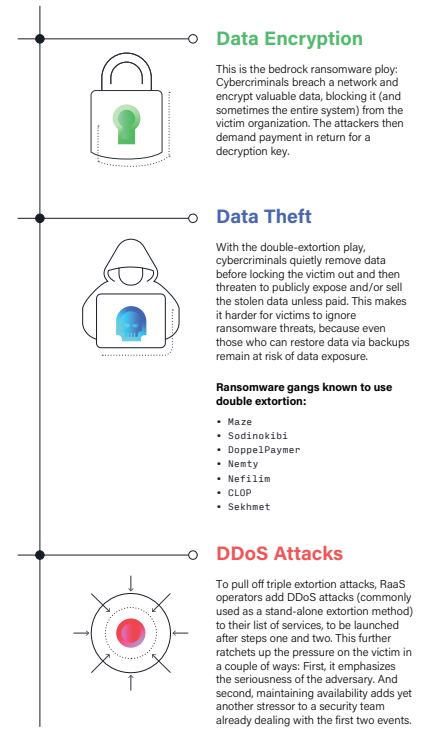 Data Encryption
This is the bedrock ransomware ploy:
Cybercriminals breach a network and
encrypt valuable data, blocking it (and
sometimes the entire system) from the
victim organization. The attackers then
demand payment in return for a
decryption key.
Data Theft
With the double-extortion play,
cybercriminals quietly remove data
before locking the victim out and then
threaten to publicly expose and/or sell
the stolen data unless paid. This makes
it harder for victims to ignore
ransomware threats, because even
those who can restore data via backups
remain at risk of data exposure.
Ransomware gangs known to use
double extortion:
• Maze
• Sodinokibi
• DoppelPaymer
• Nemty
• Nefilim
• CLOP
• Sekhmet
DDoS Attacks
To pull off triple extortion attacks, RaaS
operators add DDoS attacks (commonly
used as a stand-alone extortion method)
to their list of services, to be launched
after steps one and two. This further
ratchets up the pressure on the victim in
a couple of ways: First, it emphasizes
the seriousness of the adversary. And
second, maintaining availability adds yet
another stressor to a security team
already dealing with the first two events.